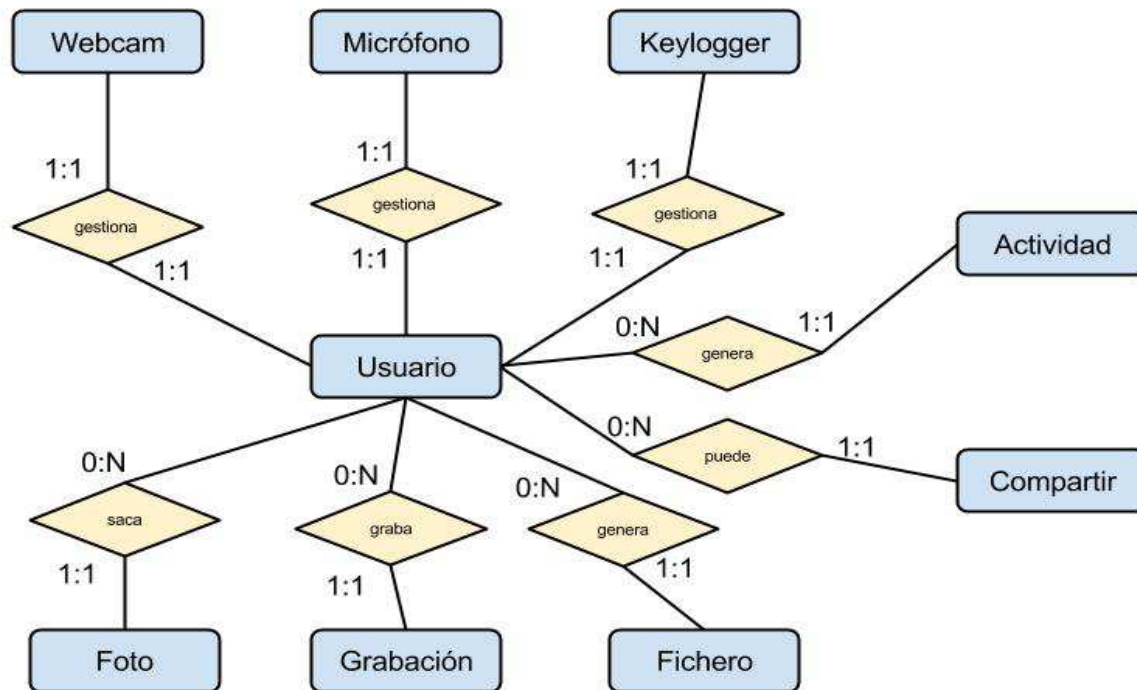 Webcam
Micrófono
Keylogger
1:1
1:1
1:1
gestiona
gestiona
gestiona
1:1
1:1
1:1
Actividad
0:N
1:1
genera
Usuario
0:N
1:1
puede
Compartir
0:N
0:N
0:N
saca
graba
genera
1:1
1:1
1:1
Foto
Grabación
Fichero